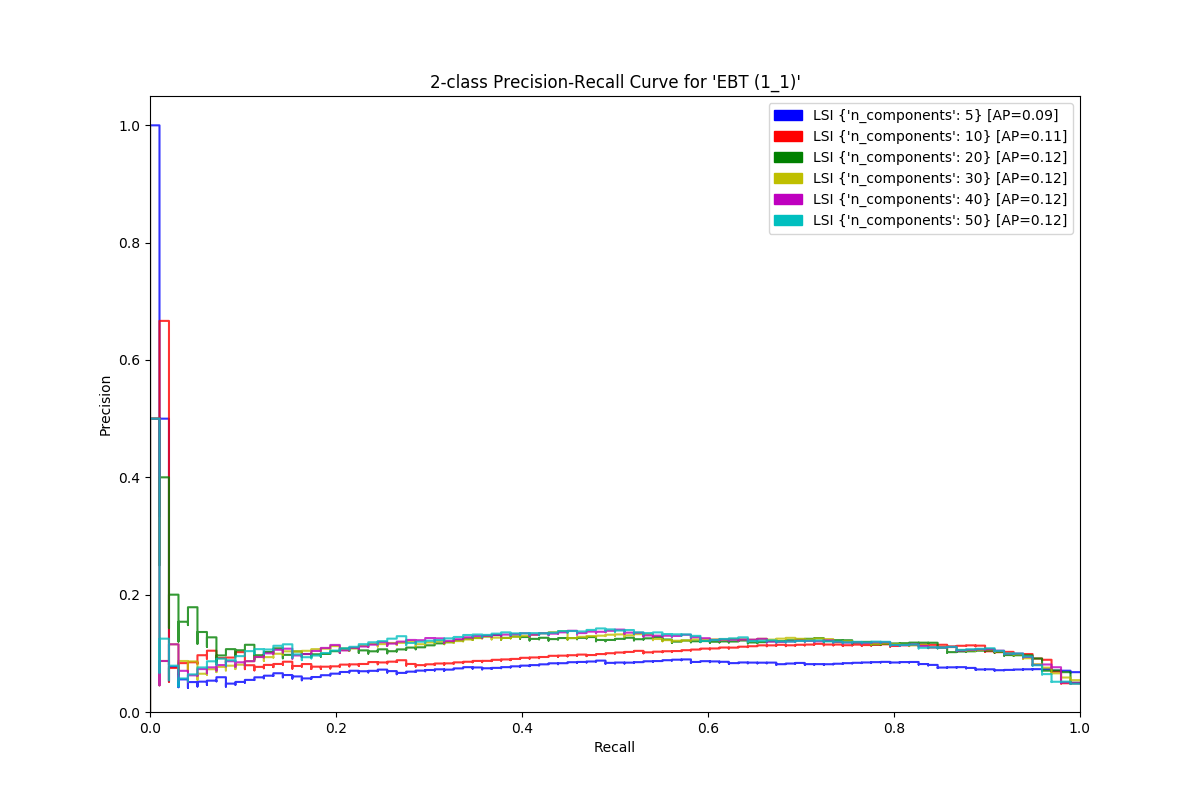 2-class Precision-Recall Curve for 'EBT (1_1)'
LSI {'n_components': 5} [AP=0.09]
LSI {'n_components': 10} [AP=0.11]
LSI {'n_components': 20} [AP=0.12]
LSI {'n_components': 30} [AP=0.12]
LSI {'n_components': 40} [AP=0.12]
LSI {'n_components': 50} [AP=0.12]
1.0
0.8
0.6
0.4
0.2
0.0
Precision
0.0 0.2 0.4 0.6 0.8 1.0
Recall